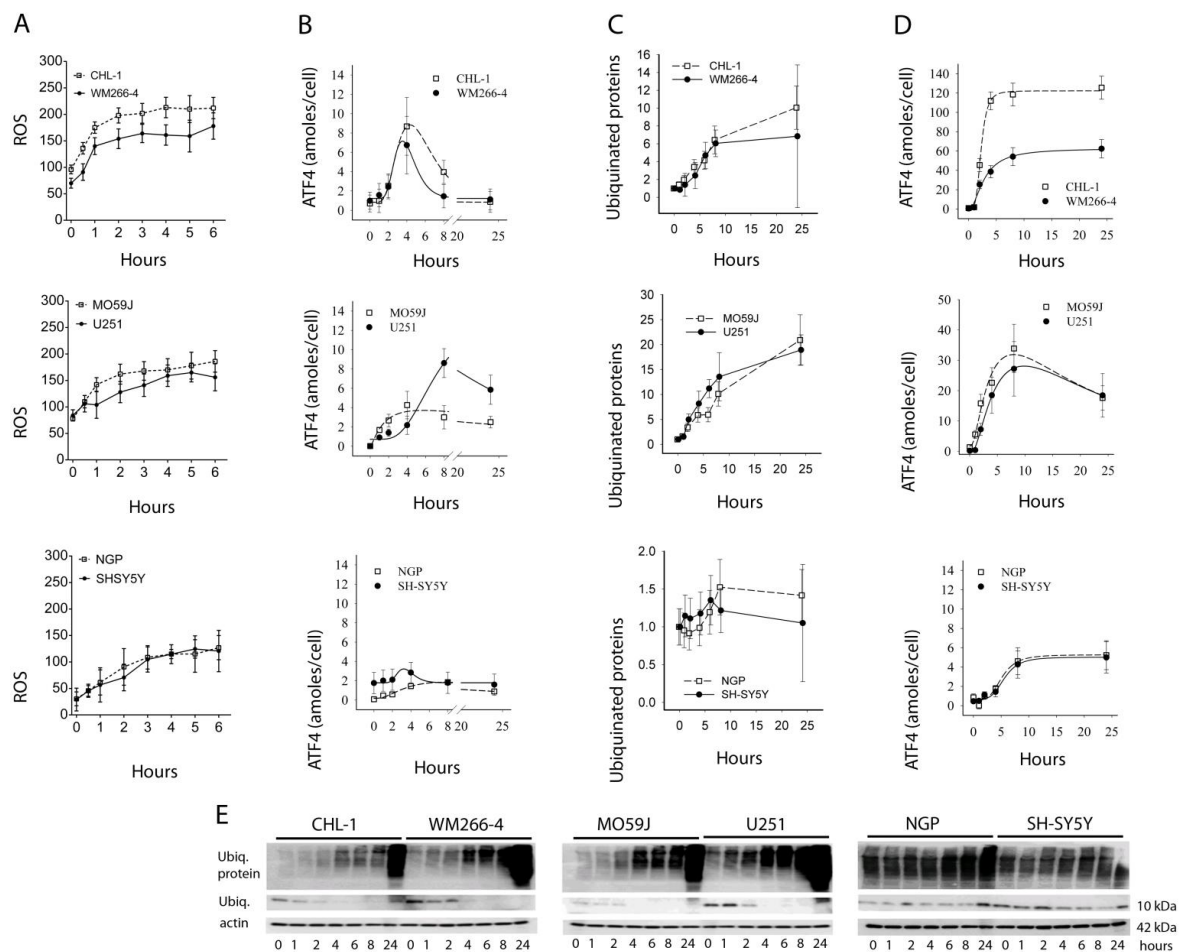 A
B
C
D
300
250
200
150
100
50
0
ROS
CHL-1
WM266-4
0 1 2 3 4 5 6
Hours
14
12
10
8
6
4
2
0
ATF4 (amoles/cell)
CHL-1
WM266-4
0 2 4 8 20 25
Hours
16
14
12
10
8
6
4
2
0
Ubiquinated proteins
CHL-1
WM266-4
0 5 10 15 20 25
Hours
140
120
100
80
60
40
20
0
ATF4 (amoles/cell)
CHL-1
WM266-4
0 5 10 15 20 25
Hours
300
250
200
150
100
50
0
ROS
MO59J
U251
0 1 2 3 4 5 6
Hours
14
12
10
8
6
4
2
0
ATF4 (amoles/cell)
MO59J
U251
0 2 4 8 20 25
Hours
30
25
20
15
10
5
0
Ubiquinated proteins
MO59J
U251
0 5 10 15 20 25
Hours
50
40
30
20
10
0
ATF4 (amoles/cell)
MO59J
U251
0 5 10 15 20 25
Hours
300
250
200
150
100
50
0
ROS
NGP
SHSY5Y
0 1 2 3 4 5 6
Hours
14
12
10
8
6
4
2
0
ATF4 (amoles/cell)
NGP
SH-SY5Y
0 2 4 8 20 25
Hours
2.0
1.5
1.0
0.5
0.0
Ubiquinated proteins
NGP
SH-SY5Y
0 5 10 15 20 25
Hours
14
12
10
8
6
4
2
0
ATF4 (amoles/cell)
NGP
SH-SY5Y
0 5 10 15 20 25
Hours
E
CHL-1 WM266-4 MO59J U251 NGP SH-SY5Y
Ubiq.
protein
Ubiq. 10 kDa
actin 42 kDa
0 1 2 4 6 8 24 0 1 2 4 6 8 24 0 1 2 4 6 8 24 0 1 2 4 6 8 24 0 1 2 4 6 8 24 0 1 2 4 6 8 24 hours